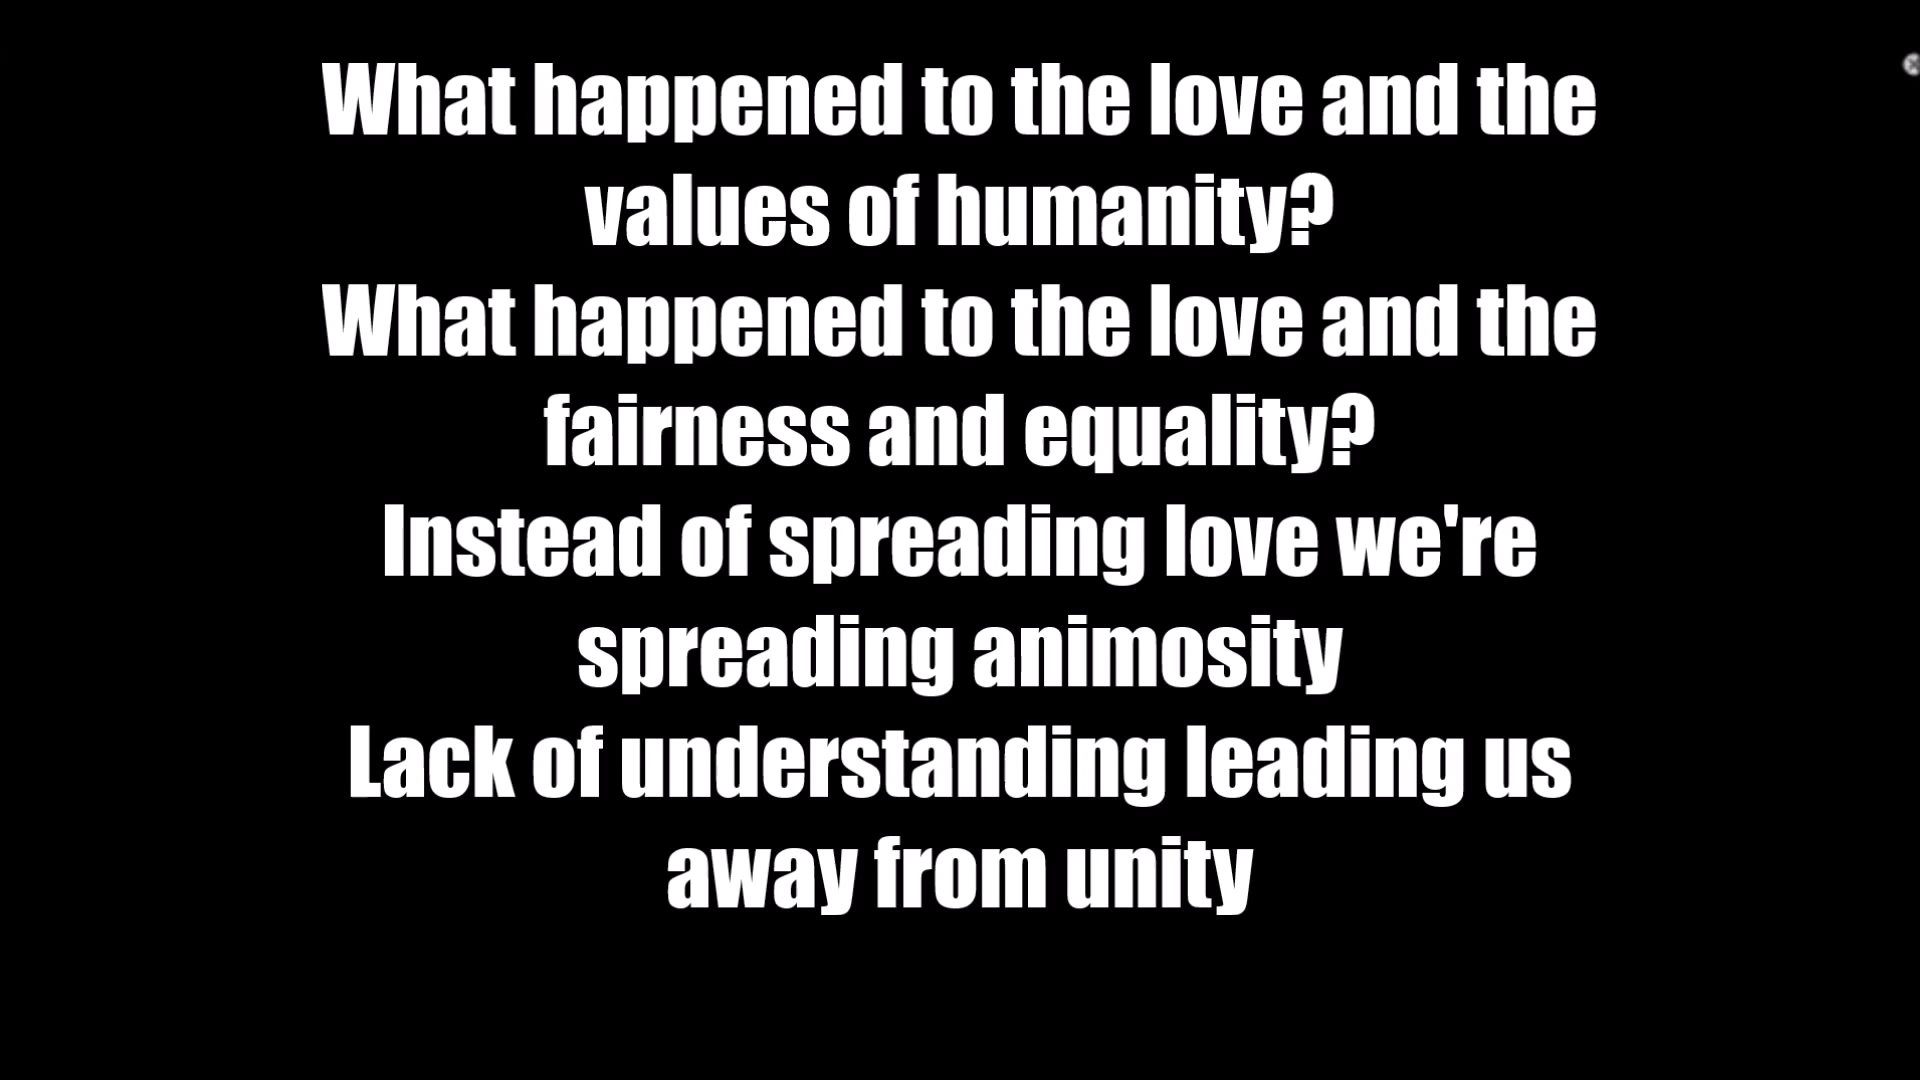 What happened to the love and the
values of humanity?
What happened to the love and the
fairness and equality?
Instead of spreading love we're
spreading animosity
Lack of understanding leading us
away from unity